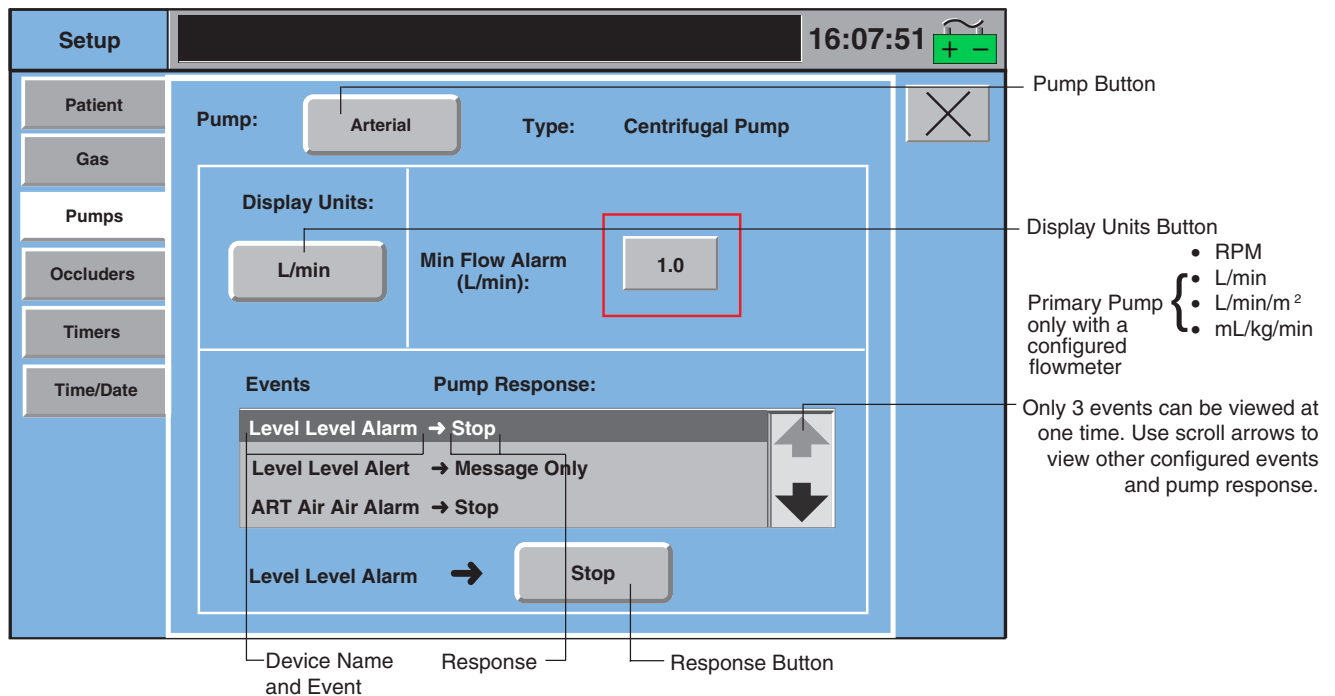 Setup
16:07:51
+ −
Patient
Gas
Pumps
Occluders
Timers
Time/Date
Pump:
Arterial
Type:
Centrifugal Pump
Display Units:
L/min
Min Flow Alarm
(L/min):
1.0
Events
Pump Response:
Level Level Alarm ➔ Stop
Level Level Alert ➔ Message Only
ART Air Air Alarm ➔ Stop
Level Level Alarm ➔ Stop
Pump Button
Display Units Button
• RPM
• L/min
• L/min/m²
• mL/kg/min
Primary Pump
only with a
configured
flowmeter
Only 3 events can be viewed at
one time. Use scroll arrows to
view other configured events
and pump response.
Device Name
and Event
Response
Response Button